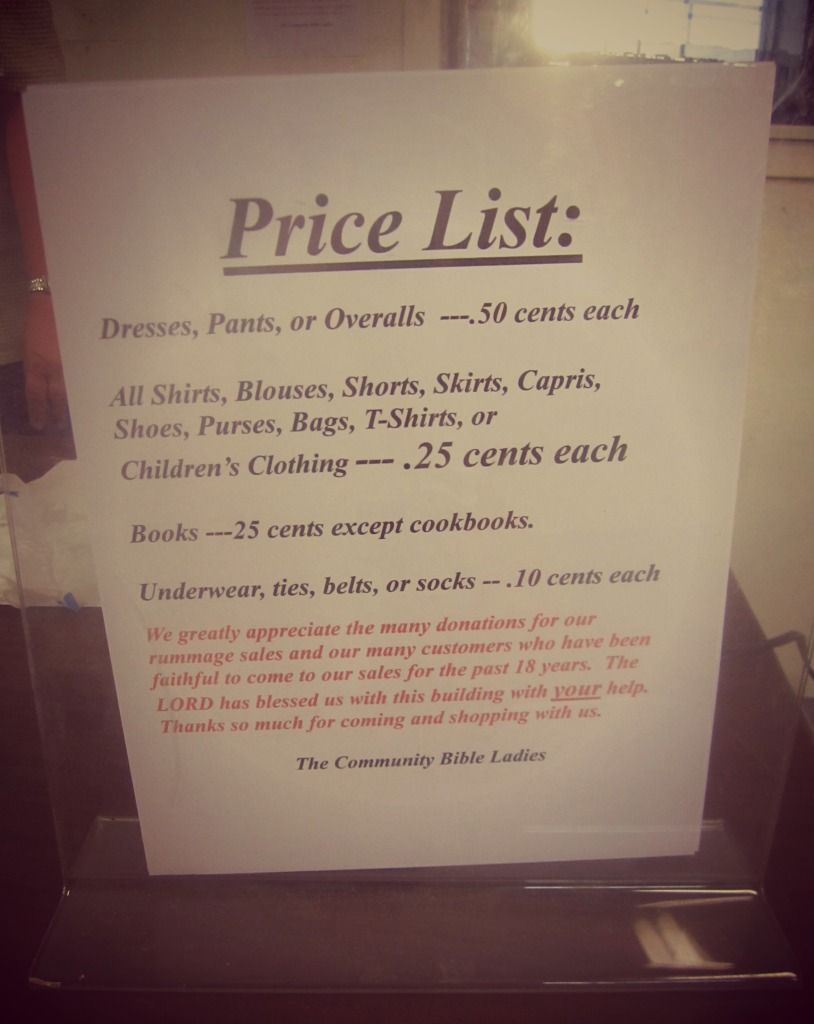 Price List:
Dresses, Pants, or Overalls ---.50 cents each
All Shirts, Blouses, Shorts, Skirts, Capris,
Shoes, Purses, Bags, T-Shirts, or
Children's Clothing --- .25 cents each
Books ---25 cents except cookbooks.
Underwear, ties, belts, or socks -- .10 cents each
We greatly appreciate the many donations for our
rummage sales and our many customers who have been
faithful to come to our sales for the past 18 years. The
LORD has blessed us with this building with your help.
Thanks so much for coming and shopping with us.
The Community Bible Ladies